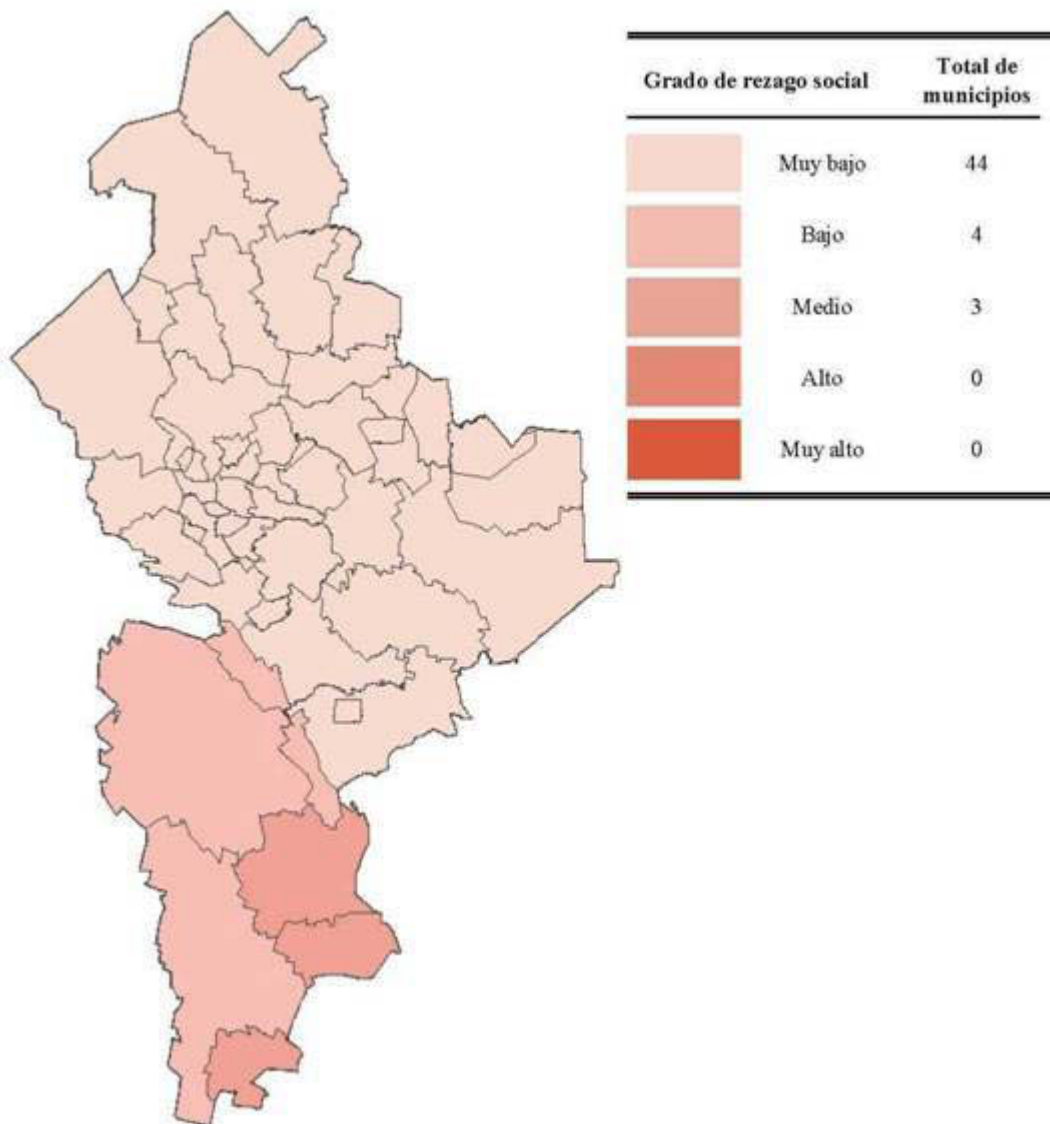 Grado de rezago social Total de municipios
Muy bajo 44
Bajo 4
Medio 3
Alto 0
Muy alto 0